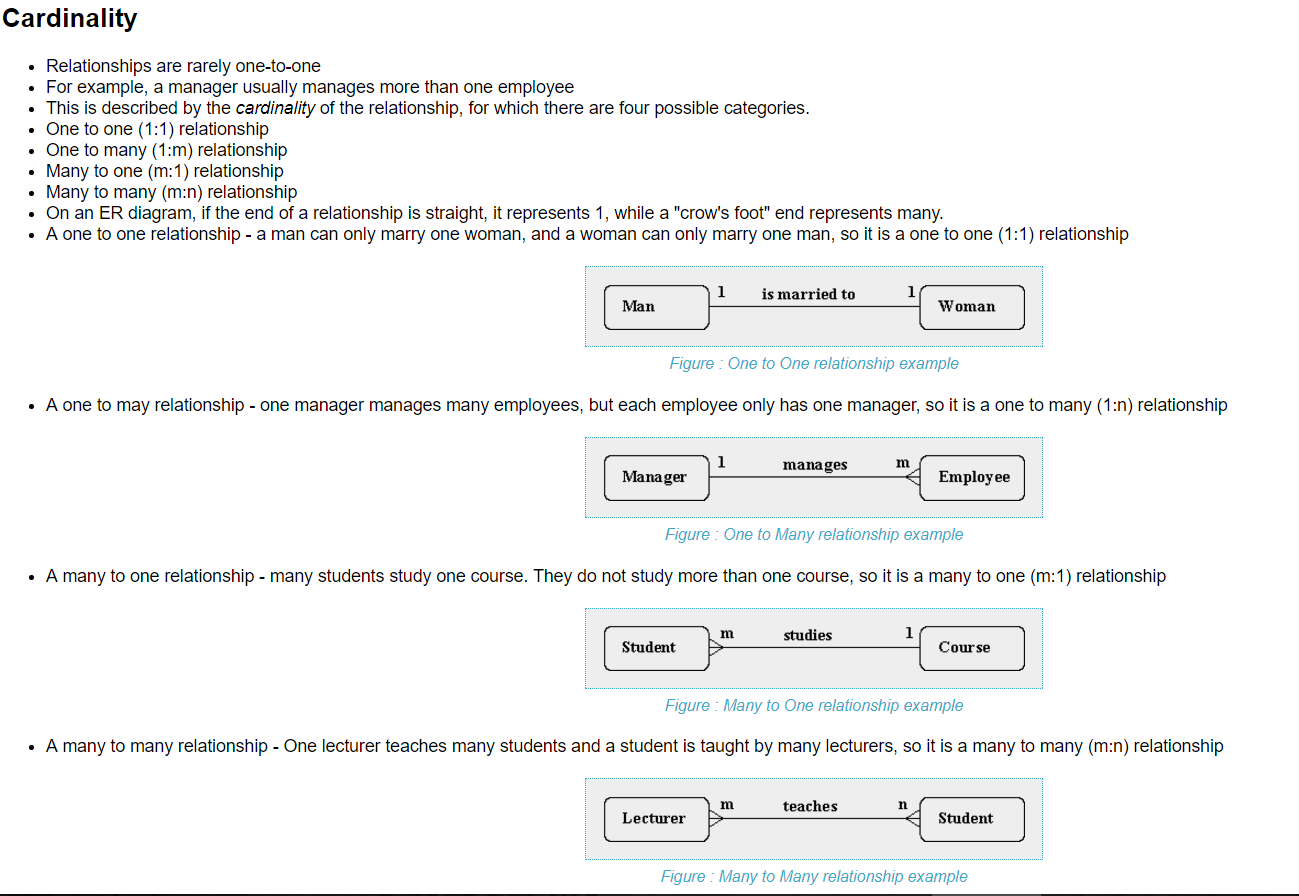 Cardinality
Relationships are rarely one-to-one
For example, a manager usually manages more than one employee
This is described by the cardinality of the relationship, for which there are four possible categories.
One to one (1:1) relationship
One to many (1:m) relationship
Many to one (m:1) relationship
Many to many (m:n) relationship
On an ER diagram, if the end of a relationship is straight, it represents 1, while a "crow's foot" end represents many.
A one to one relationship - a man can only marry one woman, and a woman can only marry one man, so it is a one to one (1:1) relationship
Man 1 is married to 1 Woman
Figure : One to One relationship example
A one to may relationship - one manager manages many employees, but each employee only has one manager, so it is a one to many (1:n) relationship
Manager 1 manages m Employee
Figure : One to Many relationship example
A many to one relationship - many students study one course. They do not study more than one course, so it is a many to one (m:1) relationship
Student m studies 1 Course
Figure : Many to One relationship example
A many to many relationship - One lecturer teaches many students and a student is taught by many lecturers, so it is a many to many (m:n) relationship
Lecturer m teaches n Student
Figure : Many to Many relationship example